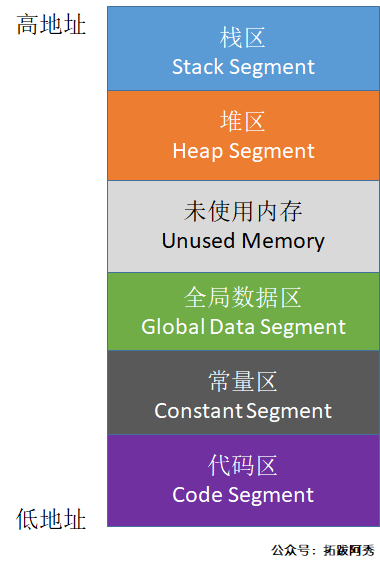 高地址
栈区
Stack Segment
堆区
Heap Segment
未使用内存
Unused Memory
全局数据区
Global Data Segment
常量区
Constant Segment
代码区
Code Segment
低地址
公众号：拓跋阿秀